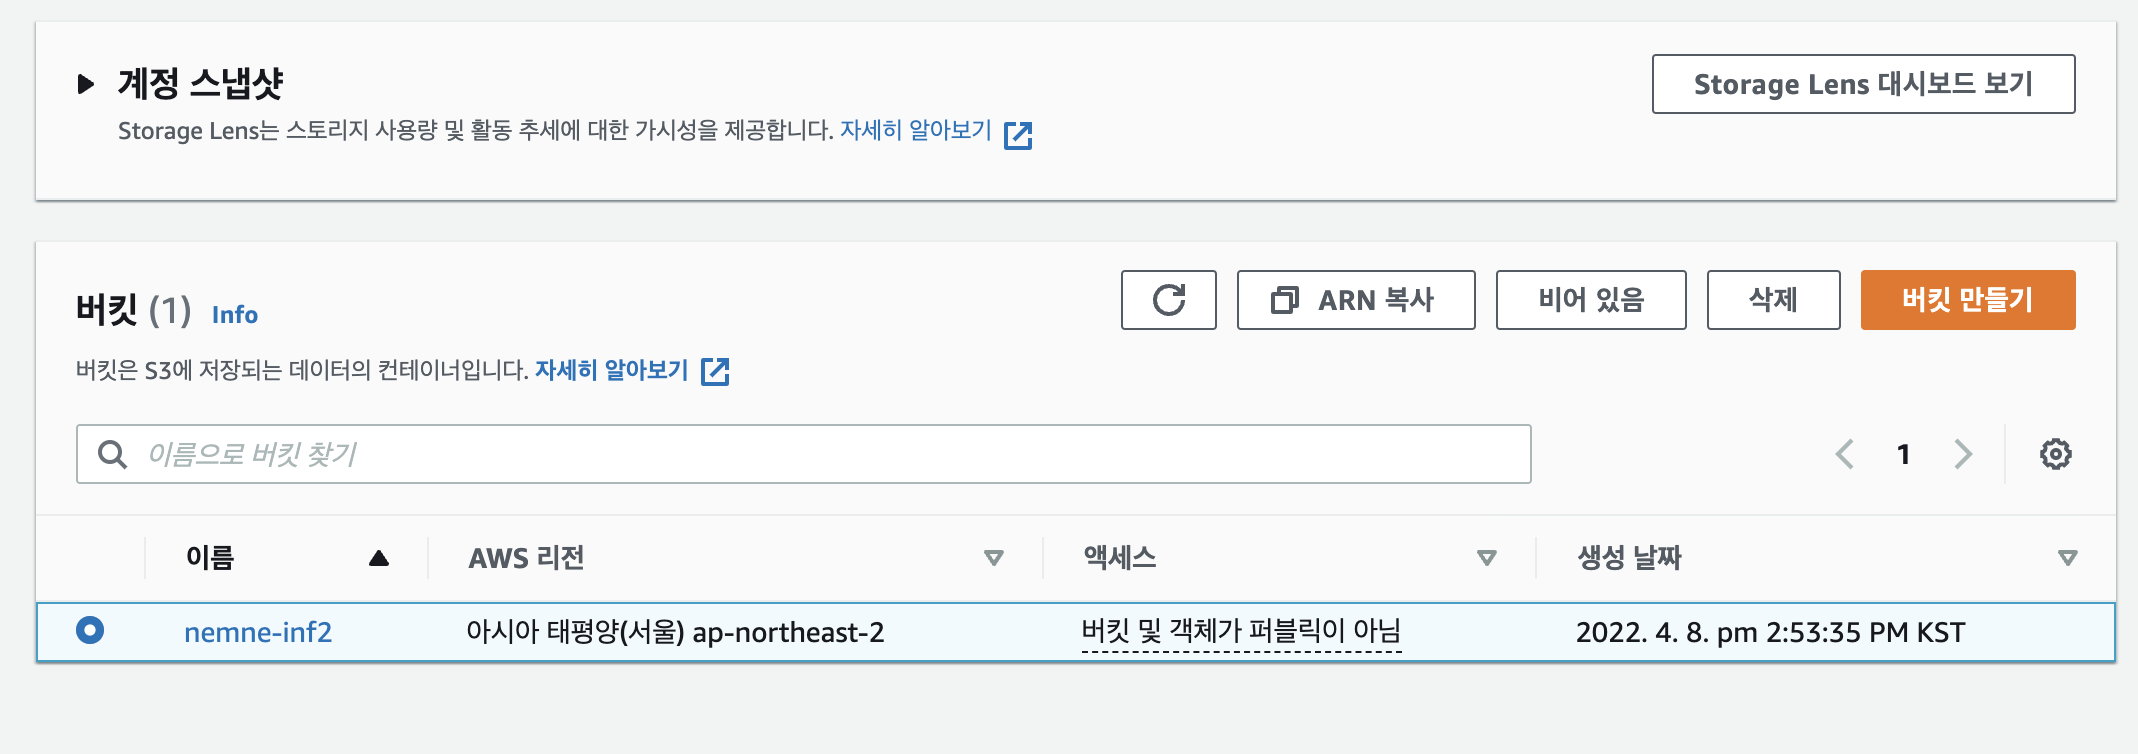 계정 스냅샷
Storage Lens 대시보드 보기
Storage Lens는 스토리지 사용량 및 활동 추세에 대한 가시성을 제공합니다. 자세히 알아보기
버킷 (1) Info
ARN 복사
비어 있음
삭제
버킷 만들기
버킷은 S3에 저장되는 데이터의 컨테이너입니다. 자세히 알아보기
이름으로 버킷 찾기
1
이름 AWS 리전 액세스 생성 날짜
nemne-inf2 아시아 태평양(서울) ap-northeast-2 버킷 및 객체가 퍼블릭이 아님 2022. 4. 8. pm 2:53:35 PM KST